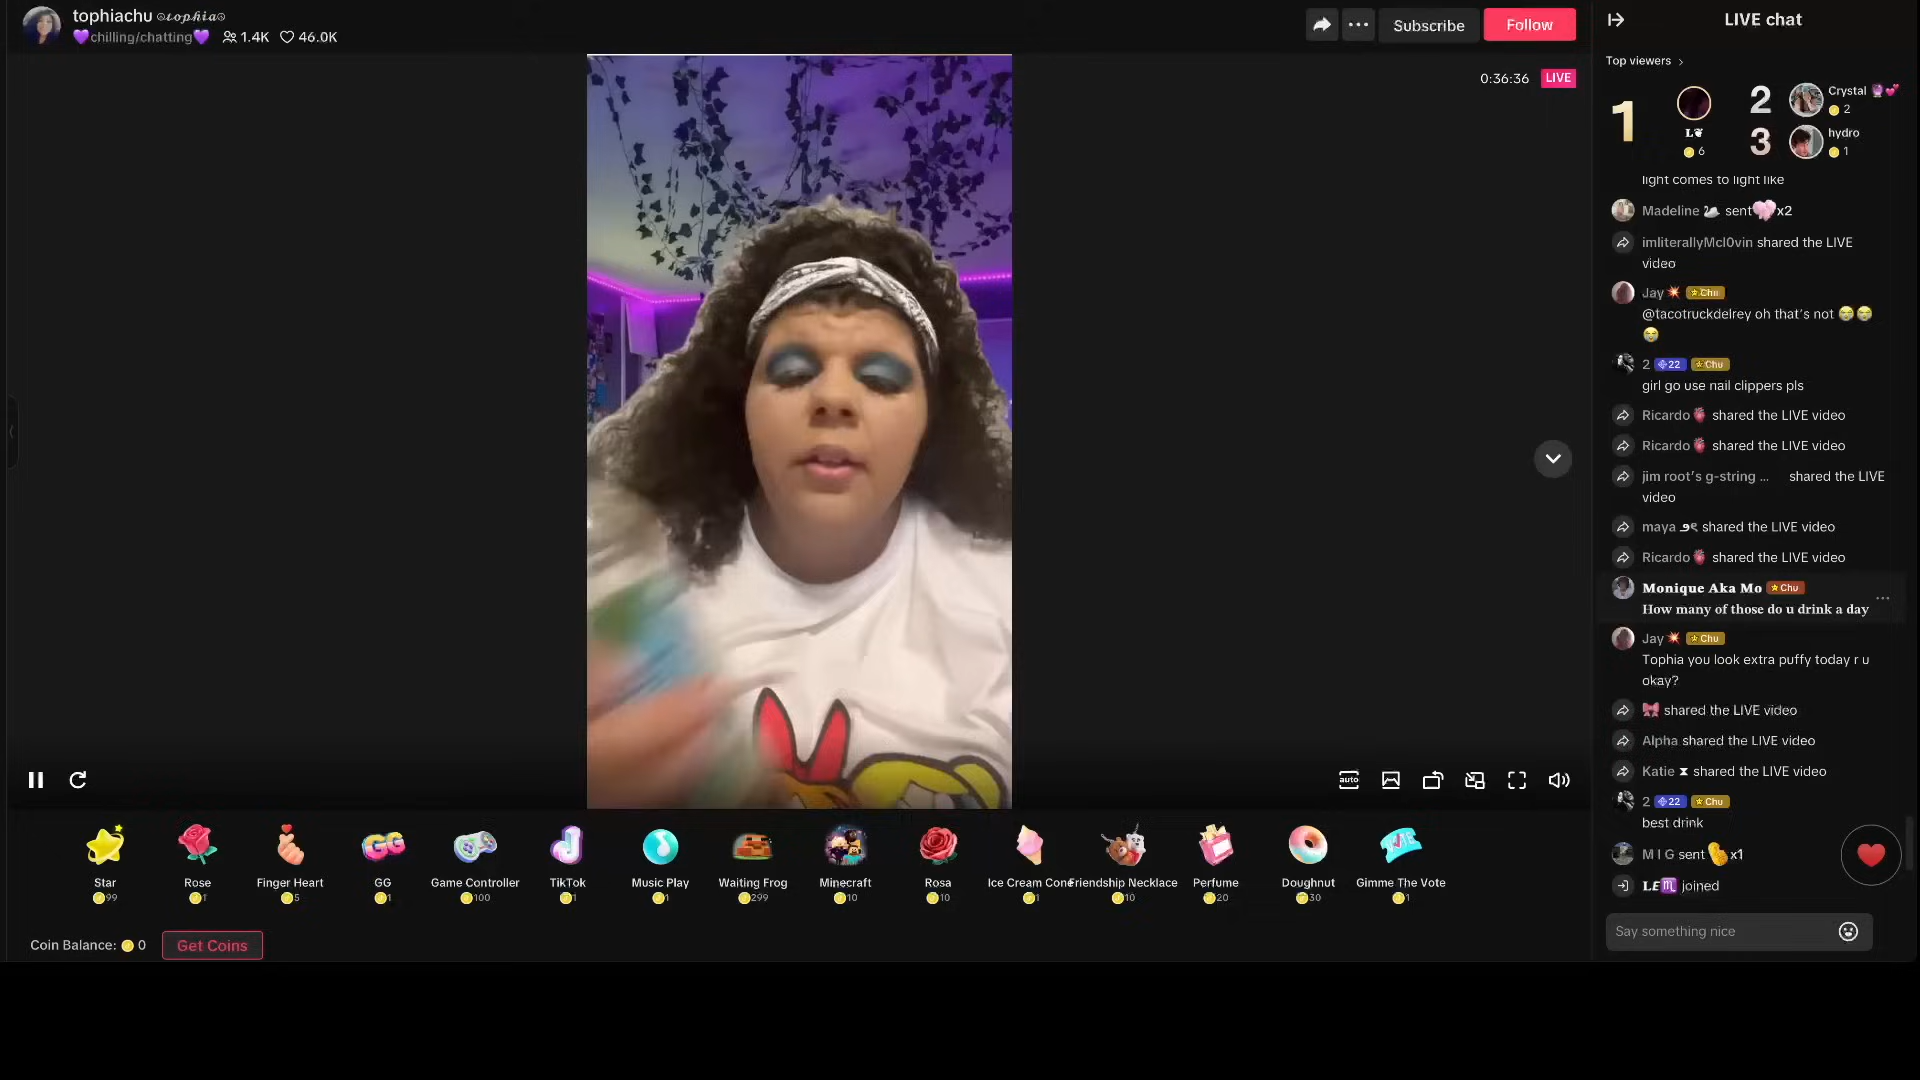 tophiachu ☺𝓽𝓸𝓹𝓱𝓲𝓪☺
💜chilling/chatting💜 1.4K 46.0K
Subscribe
Follow
0:36:36 LIVE
LIVE chat
Top viewers >
1
L❦
6
2
Crystal 🔮💕
2
3
hydro
1
light comes to light like
Madeline 🦢 sent x2
imliterallyMcl0vin shared the LIVE
video
Jay💥 Chu
@tacotruckdelrey oh that's not 😭😭
😭
2 22 Chu
girl go use nail clippers pls
Ricardo🫀 shared the LIVE video
Ricardo🫀 shared the LIVE video
jim root's g-string ... shared the LIVE
video
maya shared the LIVE video
Ricardo🫀 shared the LIVE video
Monique Aka Mo Chu
How many of those do u drink a day
Jay💥 Chu
Tophia you look extra puffy today r u
okay?
🎀 shared the LIVE video
Alpha shared the LIVE video
Katie ⧗ shared the LIVE video
2 22 Chu
best drink
M I G sent x1
LE♏ joined
Say something nice
auto
Star
99
Rose
1
Finger Heart
5
GG
GG
1
Game Controller
100
TikTok
1
Music Play
1
Waiting Frog
299
Minecraft
10
Rosa
10
Ice Cream Cone
1
Friendship Necklace
10
Perfume
20
Doughnut
30
Gimme The Vote
1
Coin Balance: 0
Get Coins